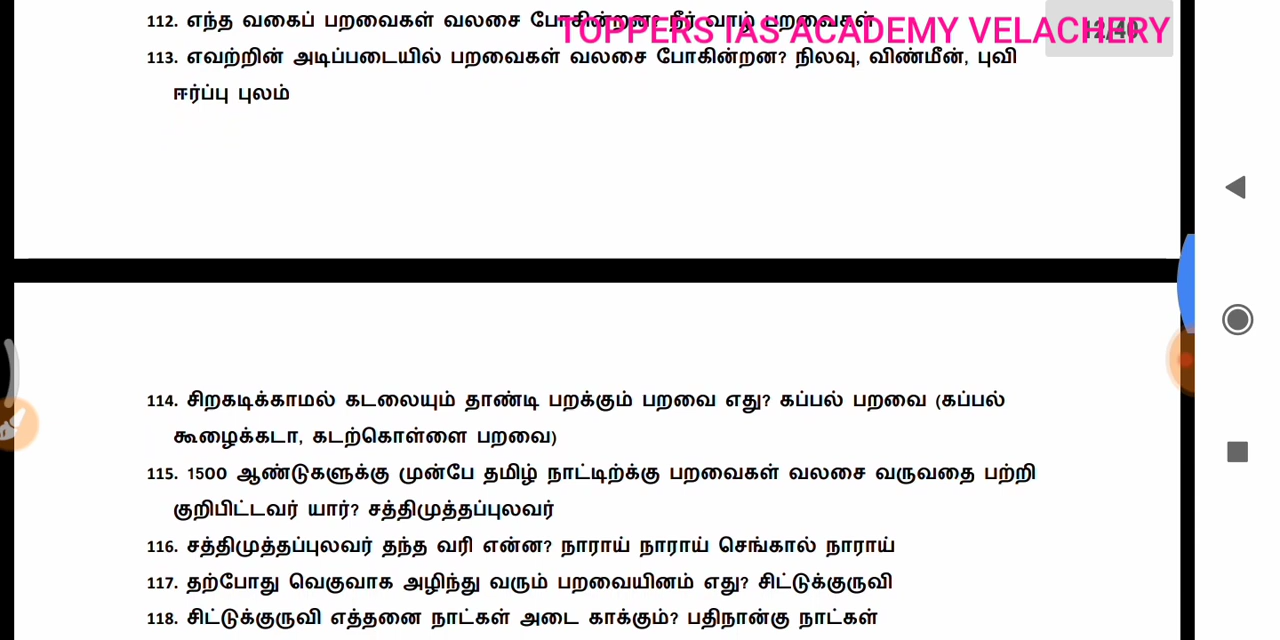 112. எந்த வகைப் பறவைகள் வலசை போகின்றன? நீர் வாழ் பறவைகள்
TOPPERS IAS ACADEMY VELACHERY
12/40
113. எவற்றின் அடிப்படையில் பறவைகள் வலசை போகின்றன? நிலவு, விண்மீன், புவி
ஈர்ப்பு புலம்
114. சிறகடிக்காமல் கடலையும் தாண்டி பறக்கும் பறவை எது? கப்பல் பறவை (கப்பல்
கூழைக்கடா, கடற்கொள்ளை பறவை)
115. 1500 ஆண்டுகளுக்கு முன்பே தமிழ் நாட்டிற்க்கு பறவைகள் வலசை வருவதை பற்றி
குறிபிட்டவர் யார்? சத்திமுத்தப்புலவர்
116. சத்திமுத்தப்புலவர் தந்த வரி என்ன? நாராய் நாராய் செங்கால் நாராய்
117. தற்போது வெகுவாக அழிந்து வரும் பறவையினம் எது? சிட்டுக்குருவி
118. சிட்டுக்குருவி எத்தனை நாட்கள் அடை காக்கும்? பதிநான்கு நாட்கள்